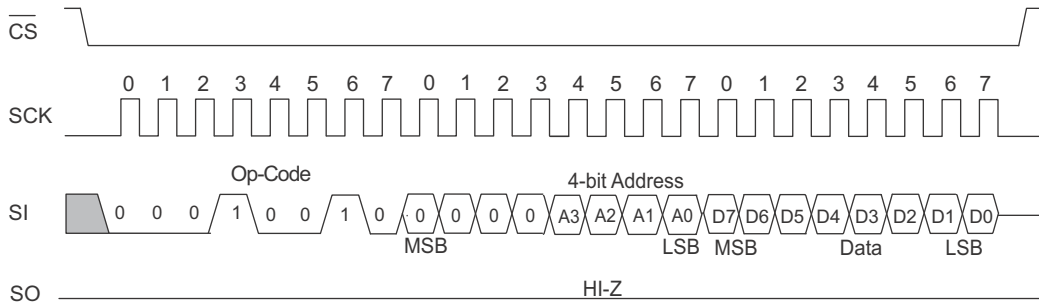 CS
0 1 2 3 4 5 6 7 0 1 2 3 4 5 6 7 0 1 2 3 4 5 6 7
SCK
Op-Code 4-bit Address
SI 0 0 0 1 0 0 1 0 0 0 0 0 A3 A2 A1 A0 D7 D6 D5 D4 D3 D2 D1 D0
MSB LSB MSB Data LSB
HI-Z
SO